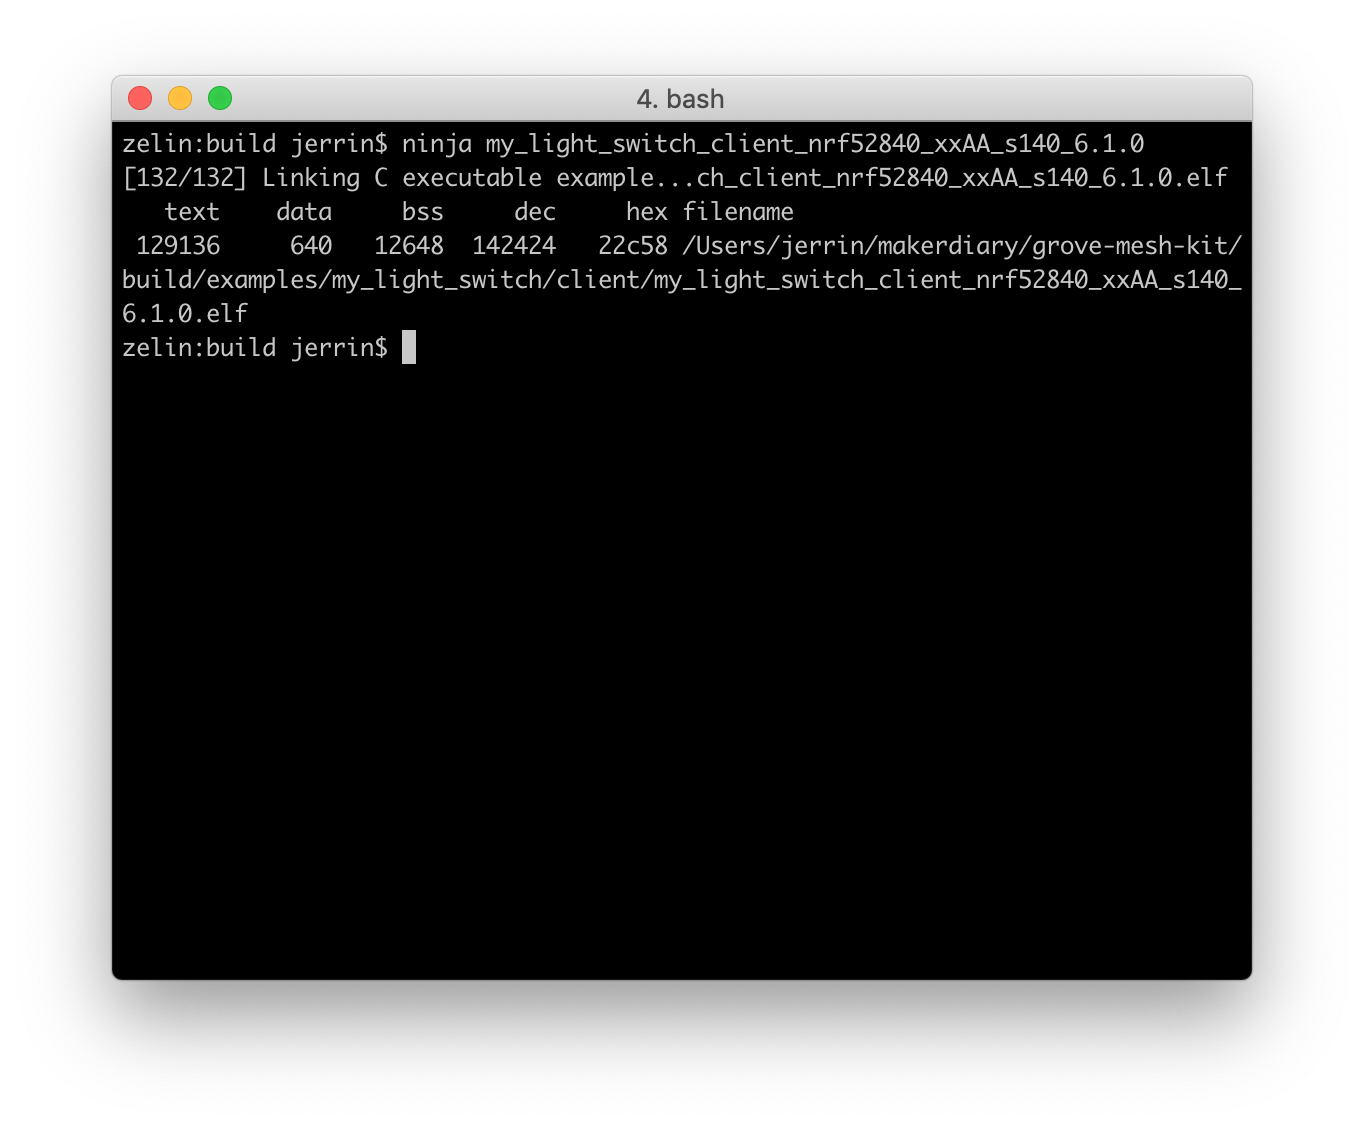 4. bash
zelin:build jerrin$ ninja my_light_switch_client_nrf52840_xxAA_s140_6.1.0
[132/132] Linking C executable example...ch_client_nrf52840_xxAA_s140_6.1.0.elf
   text    data     bss     dec     hex filename
 129136     640   12648  142424   22c58 /Users/jerrin/makerdiary/grove-mesh-kit/
build/examples/my_light_switch/client/my_light_switch_client_nrf52840_xxAA_s140_
6.1.0.elf
zelin:build jerrin$